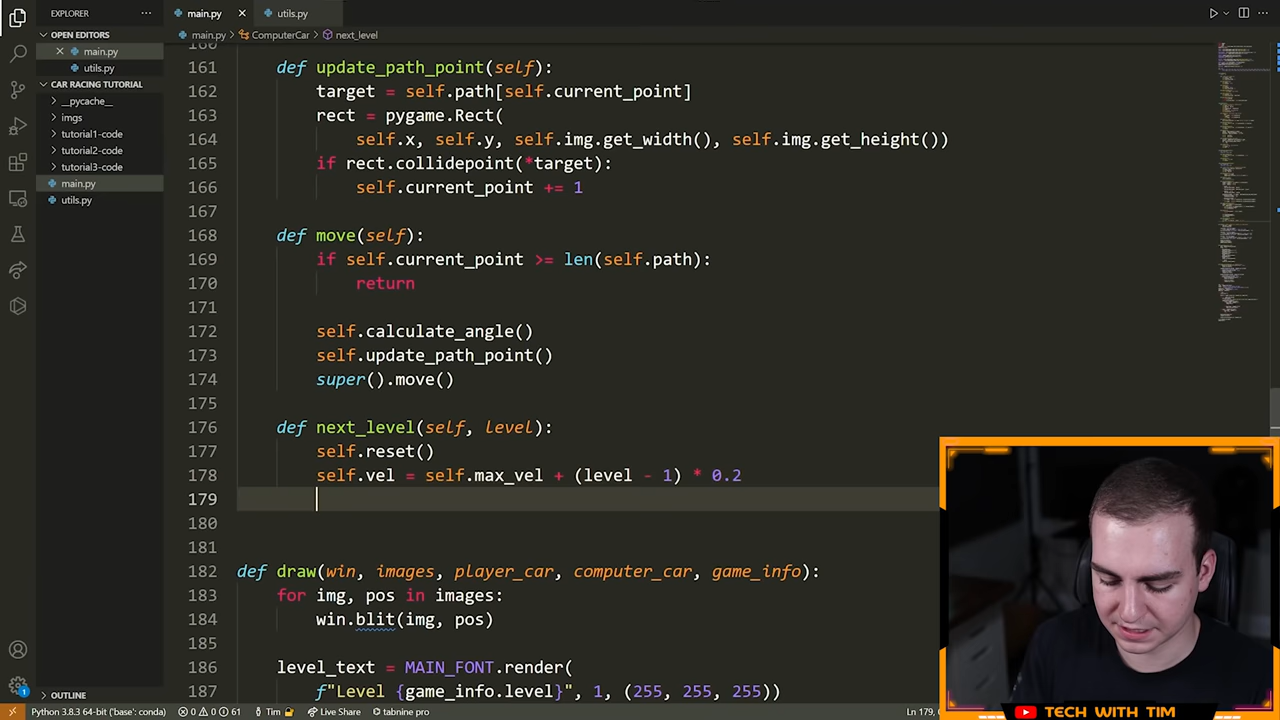 EXPLORER
···
main.py ×
utils.py
OPEN EDITORS
× main.py
utils.py
CAR RACING TUTORIAL
> __pycache__
> imgs
> tutorial1-code
> tutorial2-code
> tutorial3-code
main.py
utils.py
> OUTLINE
main.py > ComputerCar > next_level
161 def update_path_point(self):
162 target = self.path[self.current_point]
163 rect = pygame.Rect(
164 self.x, self.y, self.img.get_width(), self.img.get_height())
165 if rect.collidepoint(*target):
166 self.current_point += 1
167
168 def move(self):
169 if self.current_point >= len(self.path):
170 return
171
172 self.calculate_angle()
173 self.update_path_point()
174 super().move()
175
176 def next_level(self, level):
177 self.reset()
178 self.vel = self.max_vel + (level - 1) * 0.2
179
180
181
182 def draw(win, images, player_car, computer_car, game_info):
183 for img, pos in images:
184 win.blit(img, pos)
185
186 level_text = MAIN_FONT.render(
187 f"Level {game_info.level}", 1, (255, 255, 255))
1
Python 3.8.3 64-bit ('base': conda) 0 0 61 Tim Live Share tabnine pro
TECH WITH TIM